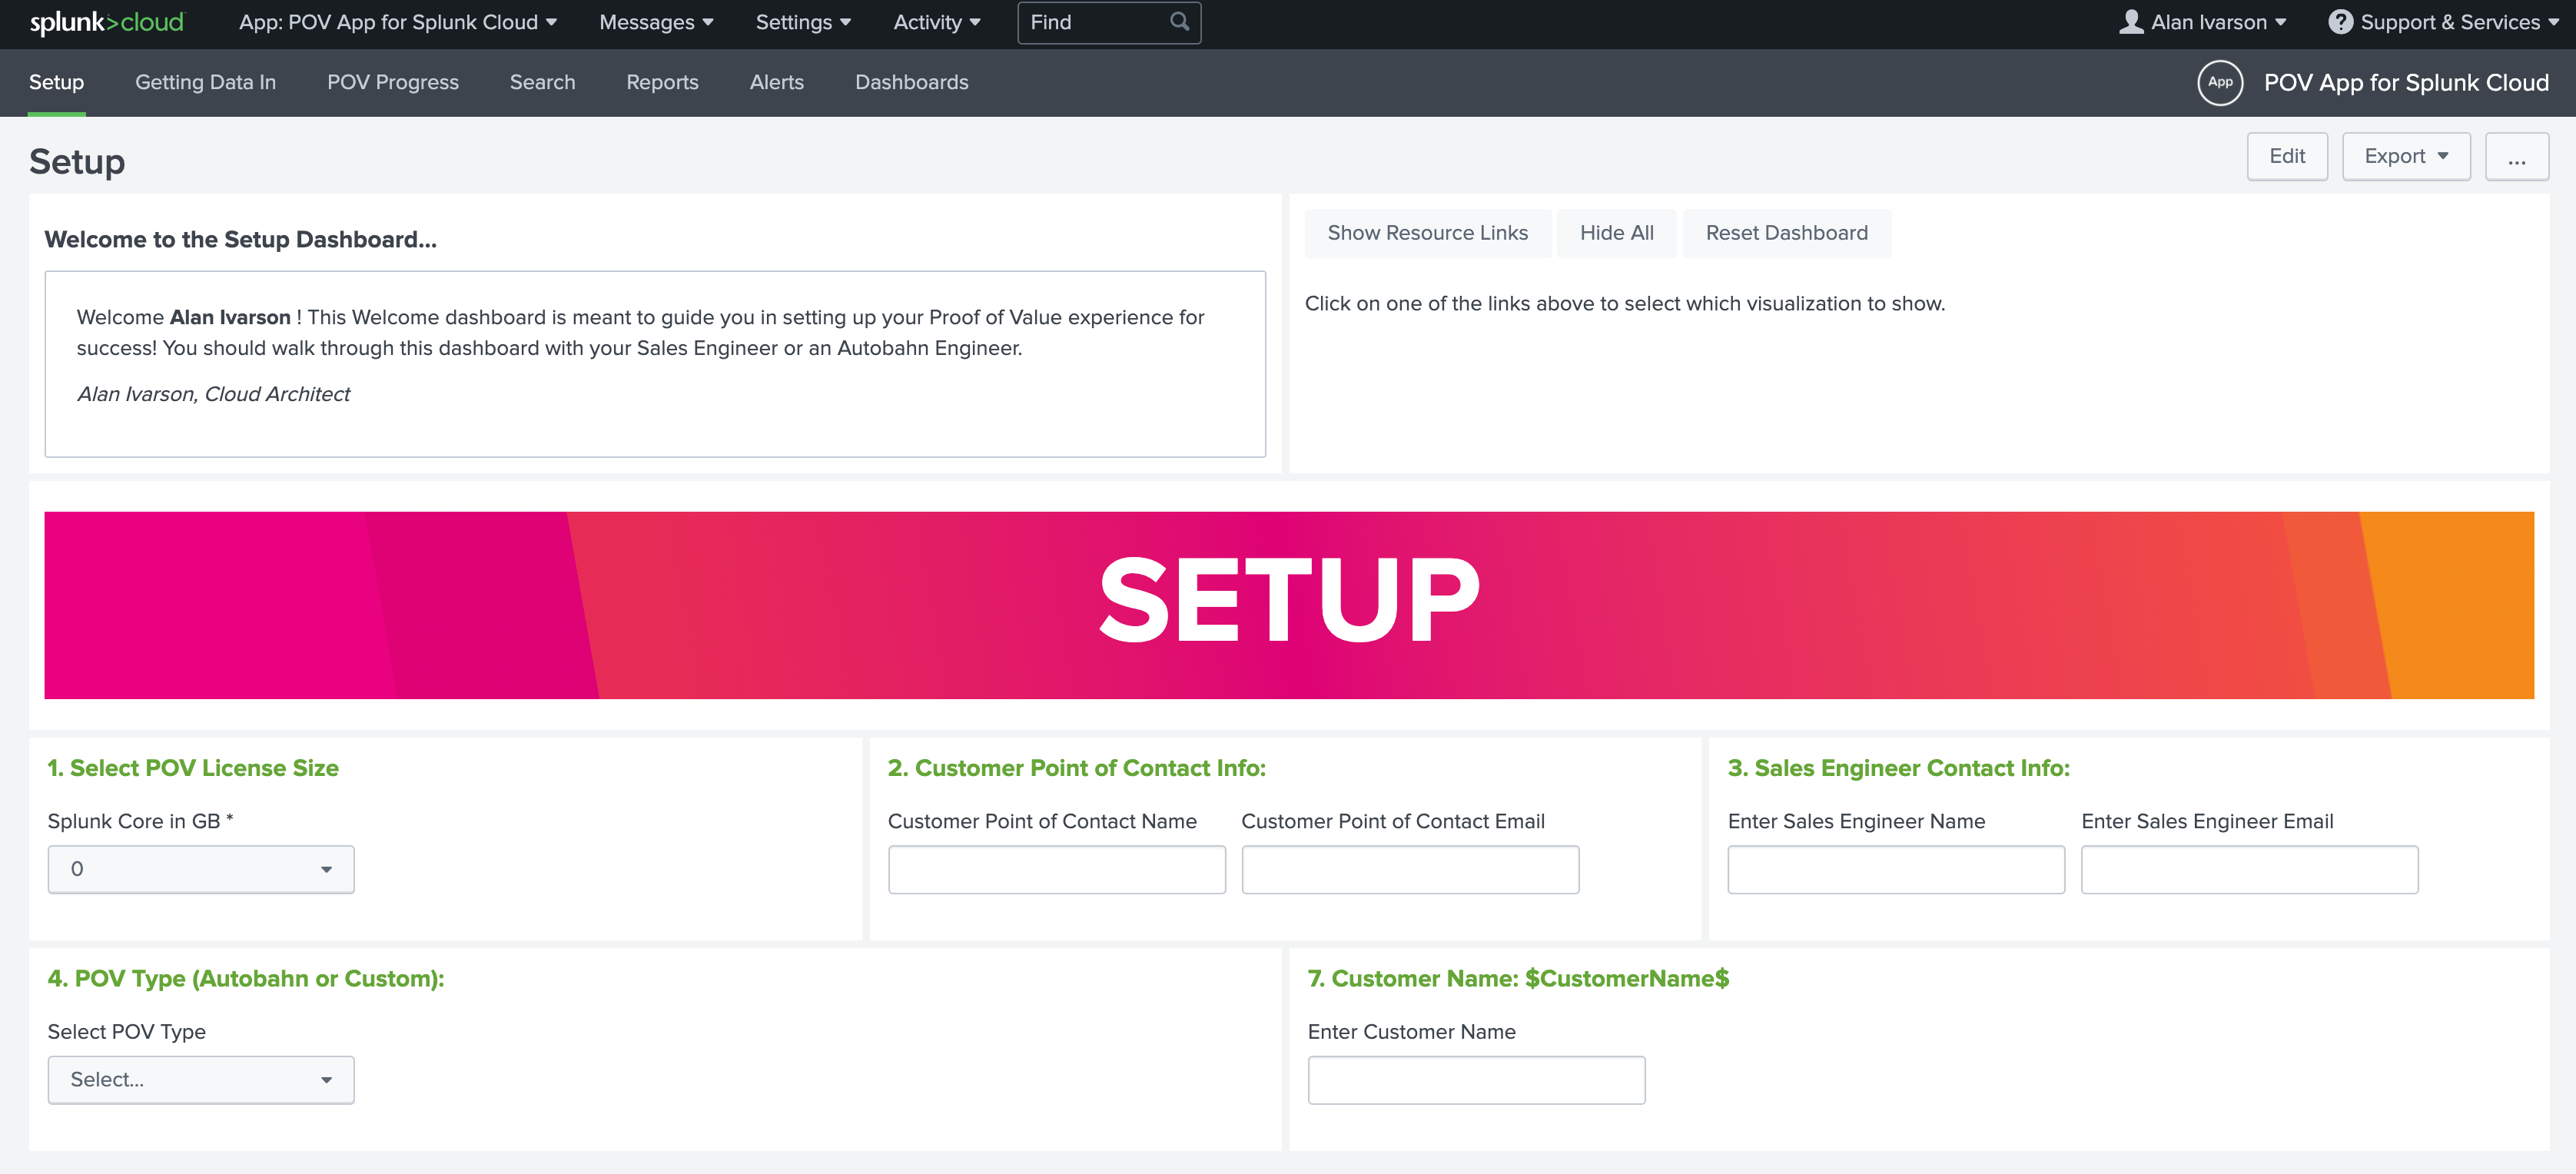 splunk>cloud App: POV App for Splunk Cloud Messages Settings Activity Find Alan Ivarson ? Support & Services
Setup Getting Data In POV Progress Search Reports Alerts Dashboards App POV App for Splunk Cloud
Setup
Edit Export ...
Welcome to the Setup Dashboard...
Welcome Alan Ivarson ! This Welcome dashboard is meant to guide you in setting up your Proof of Value experience for
success! You should walk through this dashboard with your Sales Engineer or an Autobahn Engineer.
Alan Ivarson, Cloud Architect
Show Resource Links Hide All Reset Dashboard
Click on one of the links above to select which visualization to show.
SETUP
1. Select POV License Size
Splunk Core in GB *
0
2. Customer Point of Contact Info:
Customer Point of Contact Name Customer Point of Contact Email
3. Sales Engineer Contact Info:
Enter Sales Engineer Name Enter Sales Engineer Email
4. POV Type (Autobahn or Custom):
Select POV Type
Select...
7. Customer Name: $CustomerName$
Enter Customer Name